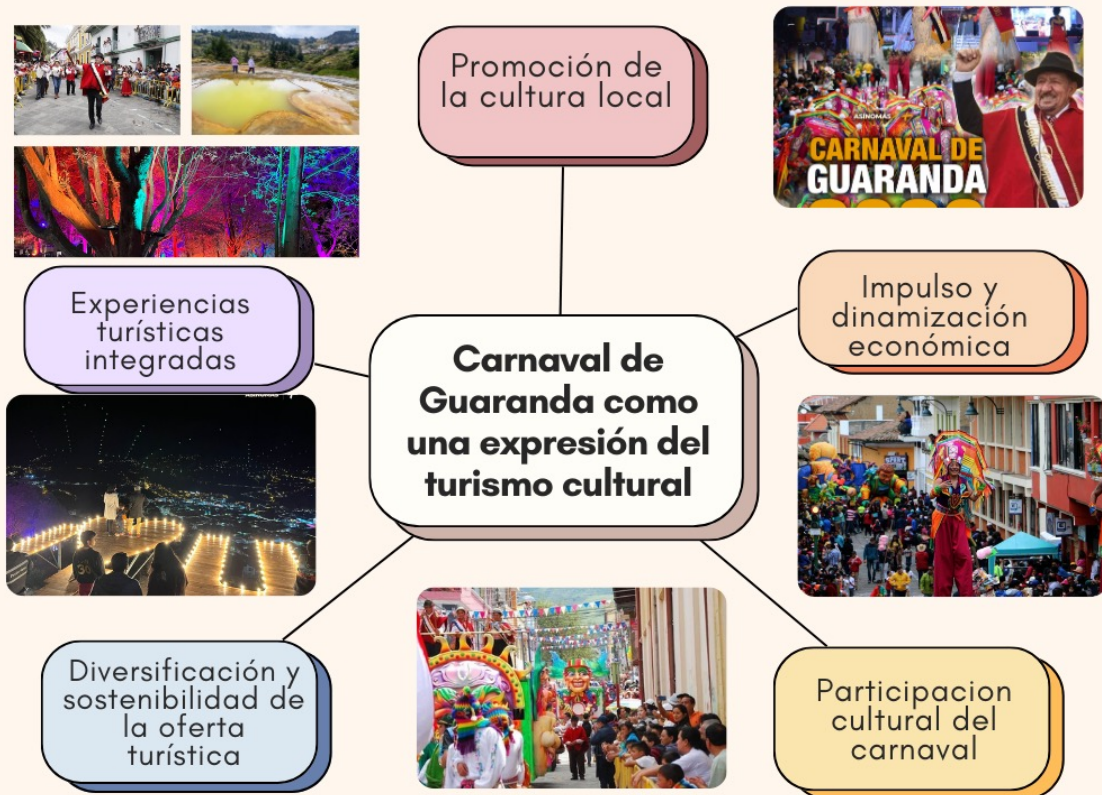 Promoción de
la cultura local
ASINOMÁS
CARNAVAL DE
GUARANDA
Experiencias
turísticas
integradas
Impulso y
dinamización
económica
Carnaval de
Guaranda como
una expresión del
turismo cultural
Diversificación y
sostenibilidad de
la oferta
turística
Participacion
cultural del
carnaval